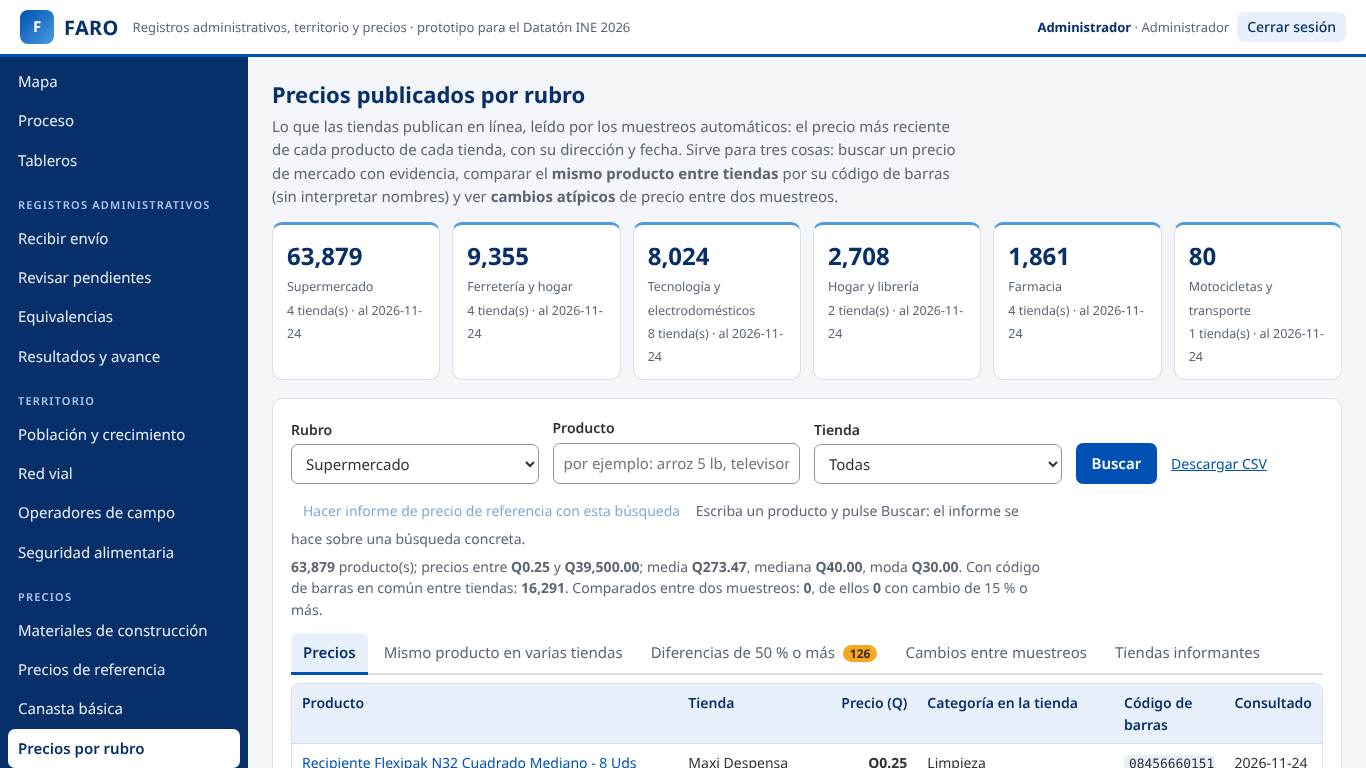 F
FARO
Registros administrativos, territorio y precios · prototipo para el Datatón INE 2026
Administrador · Administrador
Cerrar sesión
Mapa
Proceso
Tableros
REGISTROS ADMINISTRATIVOS
Recibir envío
Revisar pendientes
Equivalencias
Resultados y avance
TERRITORIO
Población y crecimiento
Red vial
Operadores de campo
Seguridad alimentaria
PRECIOS
Materiales de construcción
Precios de referencia
Canasta básica
Precios por rubro
Precios publicados por rubro
Lo que las tiendas publican en línea, leído por los muestreos automáticos: el precio más reciente
de cada producto de cada tienda, con su dirección y fecha. Sirve para tres cosas: buscar un precio
de mercado con evidencia, comparar el mismo producto entre tiendas por su código de barras
(sin interpretar nombres) y ver cambios atípicos de precio entre dos muestreos.
63,879
Supermercado
4 tienda(s) · al 2026-11-
24
9,355
Ferretería y hogar
4 tienda(s) · al 2026-11-
24
8,024
Tecnología y
electrodomésticos
8 tienda(s) · al 2026-11-
24
2,708
Hogar y librería
2 tienda(s) · al 2026-11-
24
1,861
Farmacia
4 tienda(s) · al 2026-11-
24
80
Motocicletas y
transporte
1 tienda(s) · al 2026-11-
24
Rubro
Supermercado
Producto
por ejemplo: arroz 5 lb, televisor
Tienda
Todas
Buscar
Descargar CSV
Hacer informe de precio de referencia con esta búsqueda Escriba un producto y pulse Buscar: el informe se
hace sobre una búsqueda concreta.
63,879 producto(s); precios entre Q0.25 y Q39,500.00; media Q273.47, mediana Q40.00, moda Q30.00. Con código
de barras en común entre tiendas: 16,291. Comparados entre dos muestreos: 0, de ellos 0 con cambio de 15 % o
más.
Precios
Mismo producto en varias tiendas
Diferencias de 50 % o más 126
Cambios entre muestreos
Tiendas informantes
Producto
Tienda
Precio (Q)
Categoría en la tienda
Código de
barras
Consultado
Recipiente Flexipak N32 Cuadrado Mediano - 8 Uds
Maxi Despensa
Q0.25
Limpieza
08456660151
2026-11-24